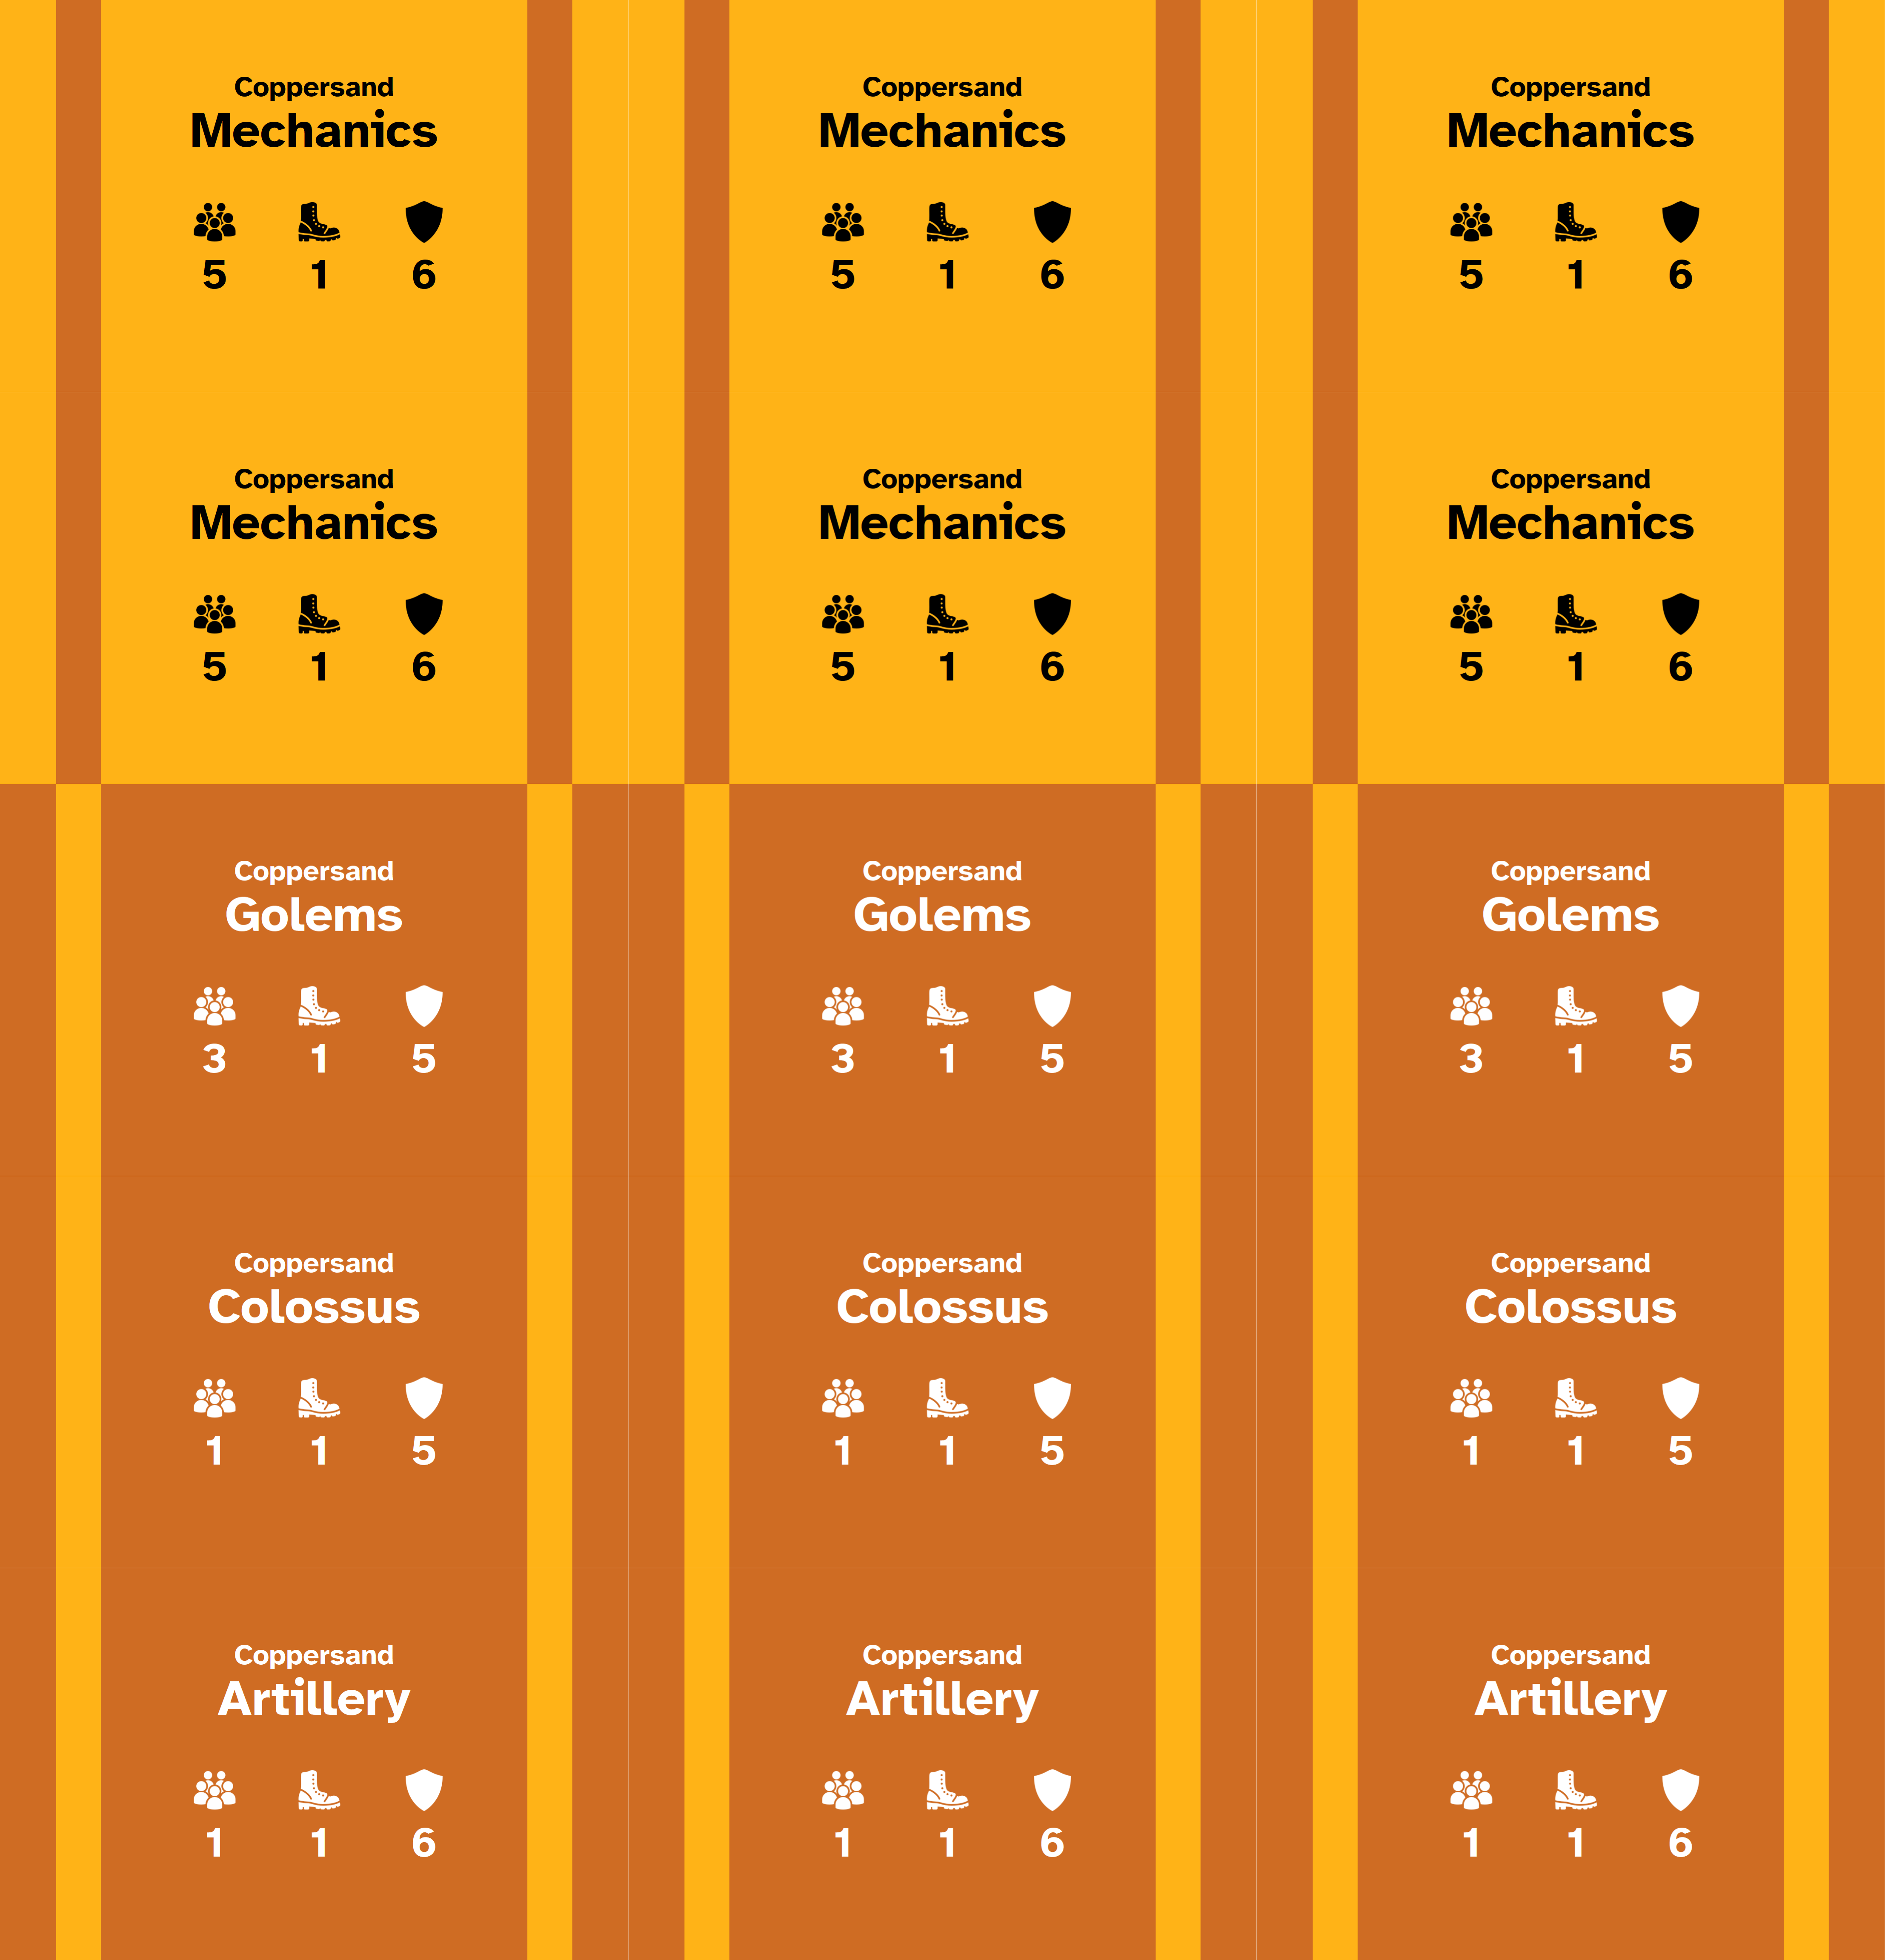 Coppersand Coppersand Coppersand
Mechanics Mechanics Mechanics
5 1 6 5 1 6 5 1 6
Coppersand Coppersand Coppersand
Mechanics Mechanics Mechanics
5 1 6 5 1 6 5 1 6
Coppersand Coppersand Coppersand
Golems Golems Golems
3 1 5 3 1 5 3 1 5
Coppersand Coppersand Coppersand
Colossus Colossus Colossus
1 1 5 1 1 5 1 1 5
Coppersand Coppersand Coppersand
Artillery Artillery Artillery
1 1 6 1 1 6 1 1 6